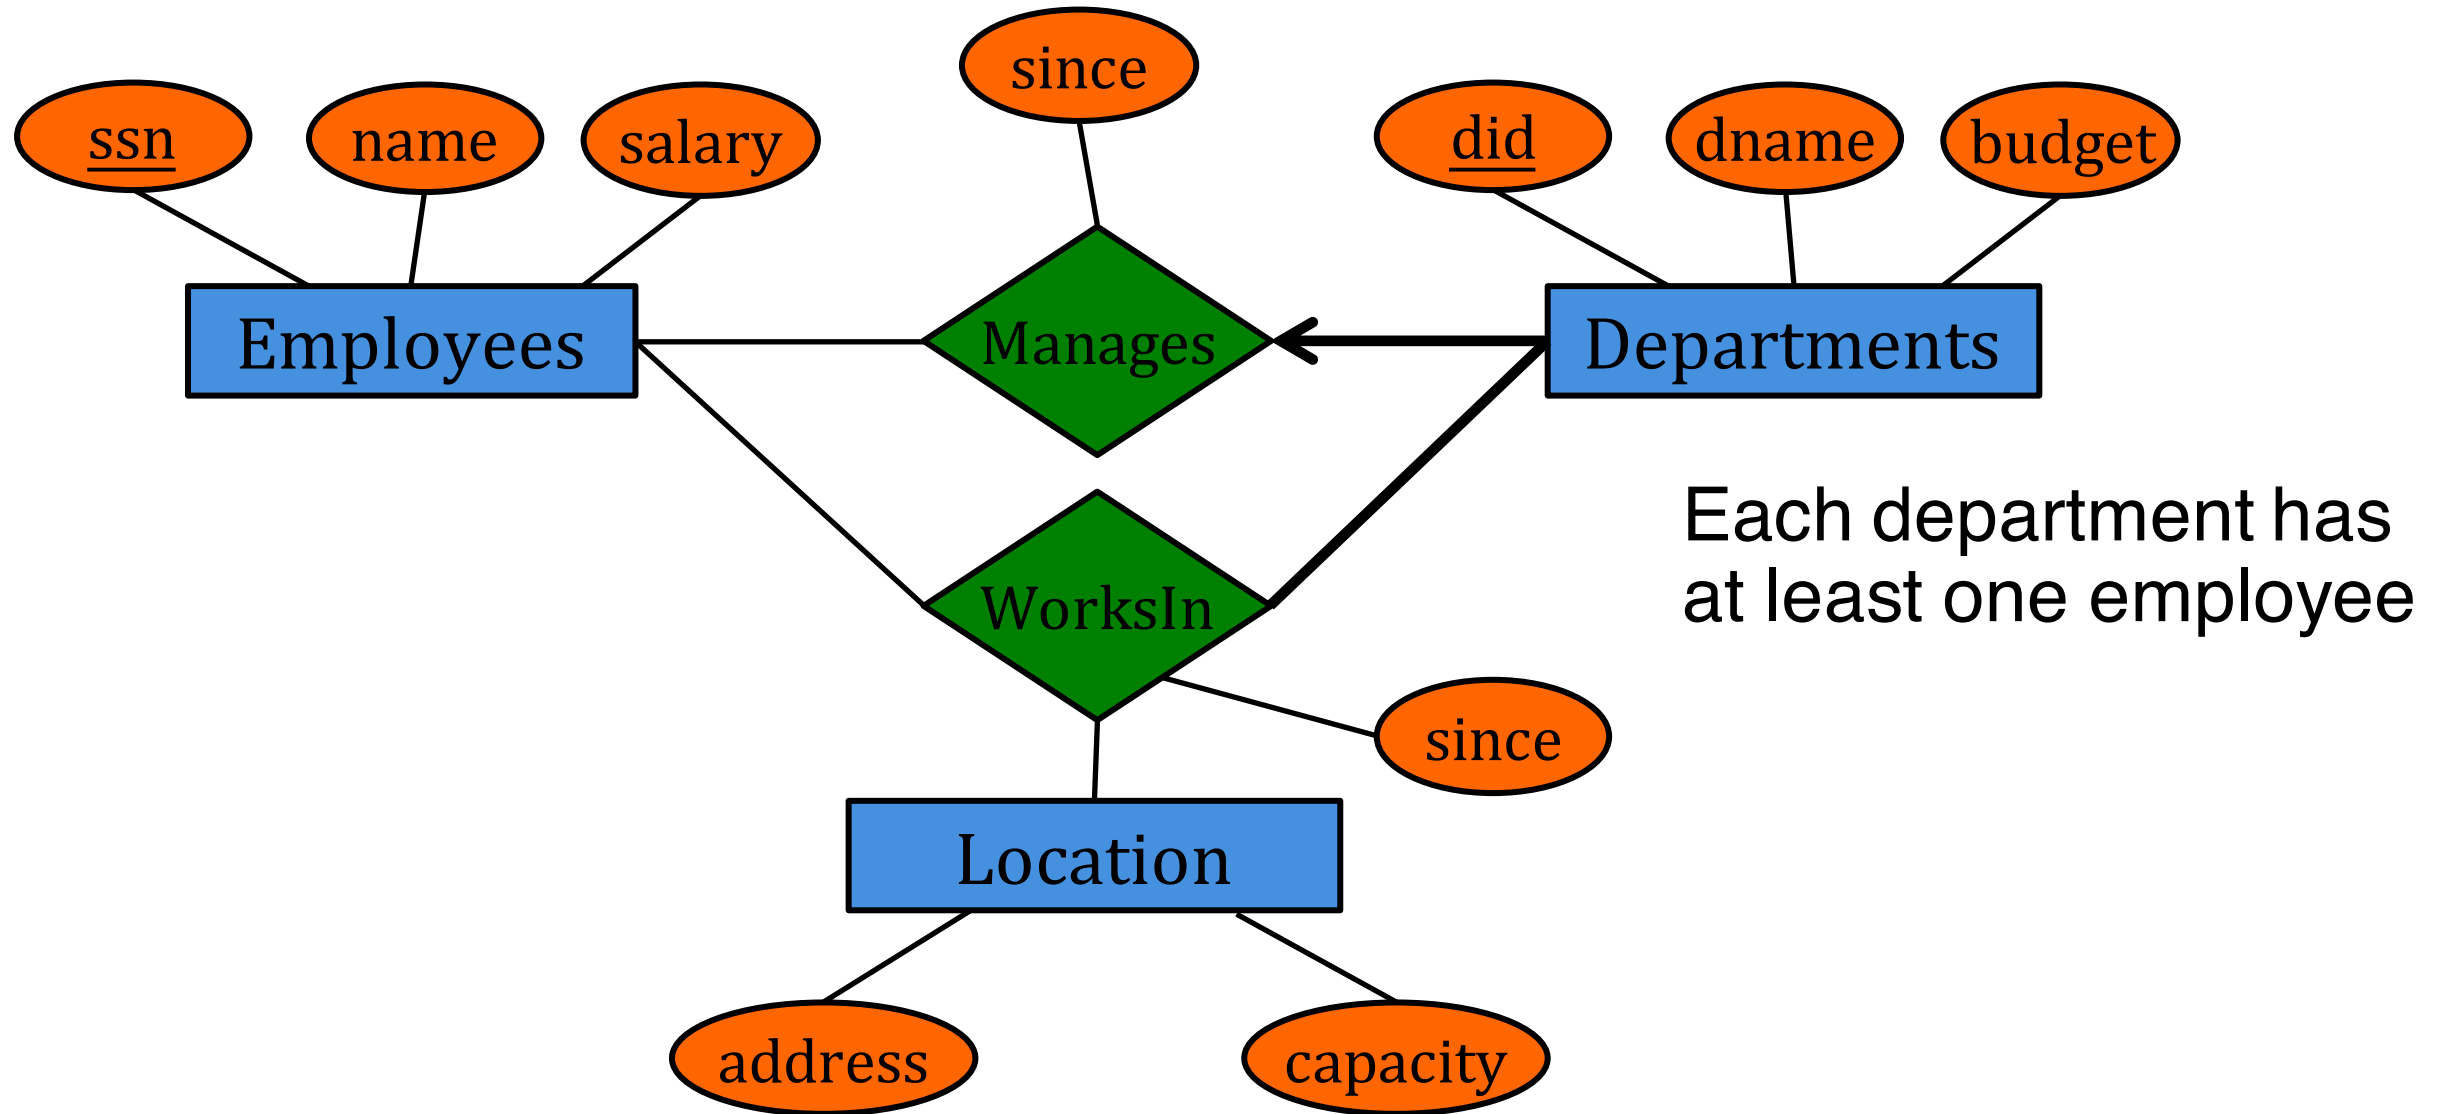 since
ssn
name
salary
did
dname
budget
Employees
Manages
Departments
Each department has
at least one employee
WorksIn
since
Location
address
capacity